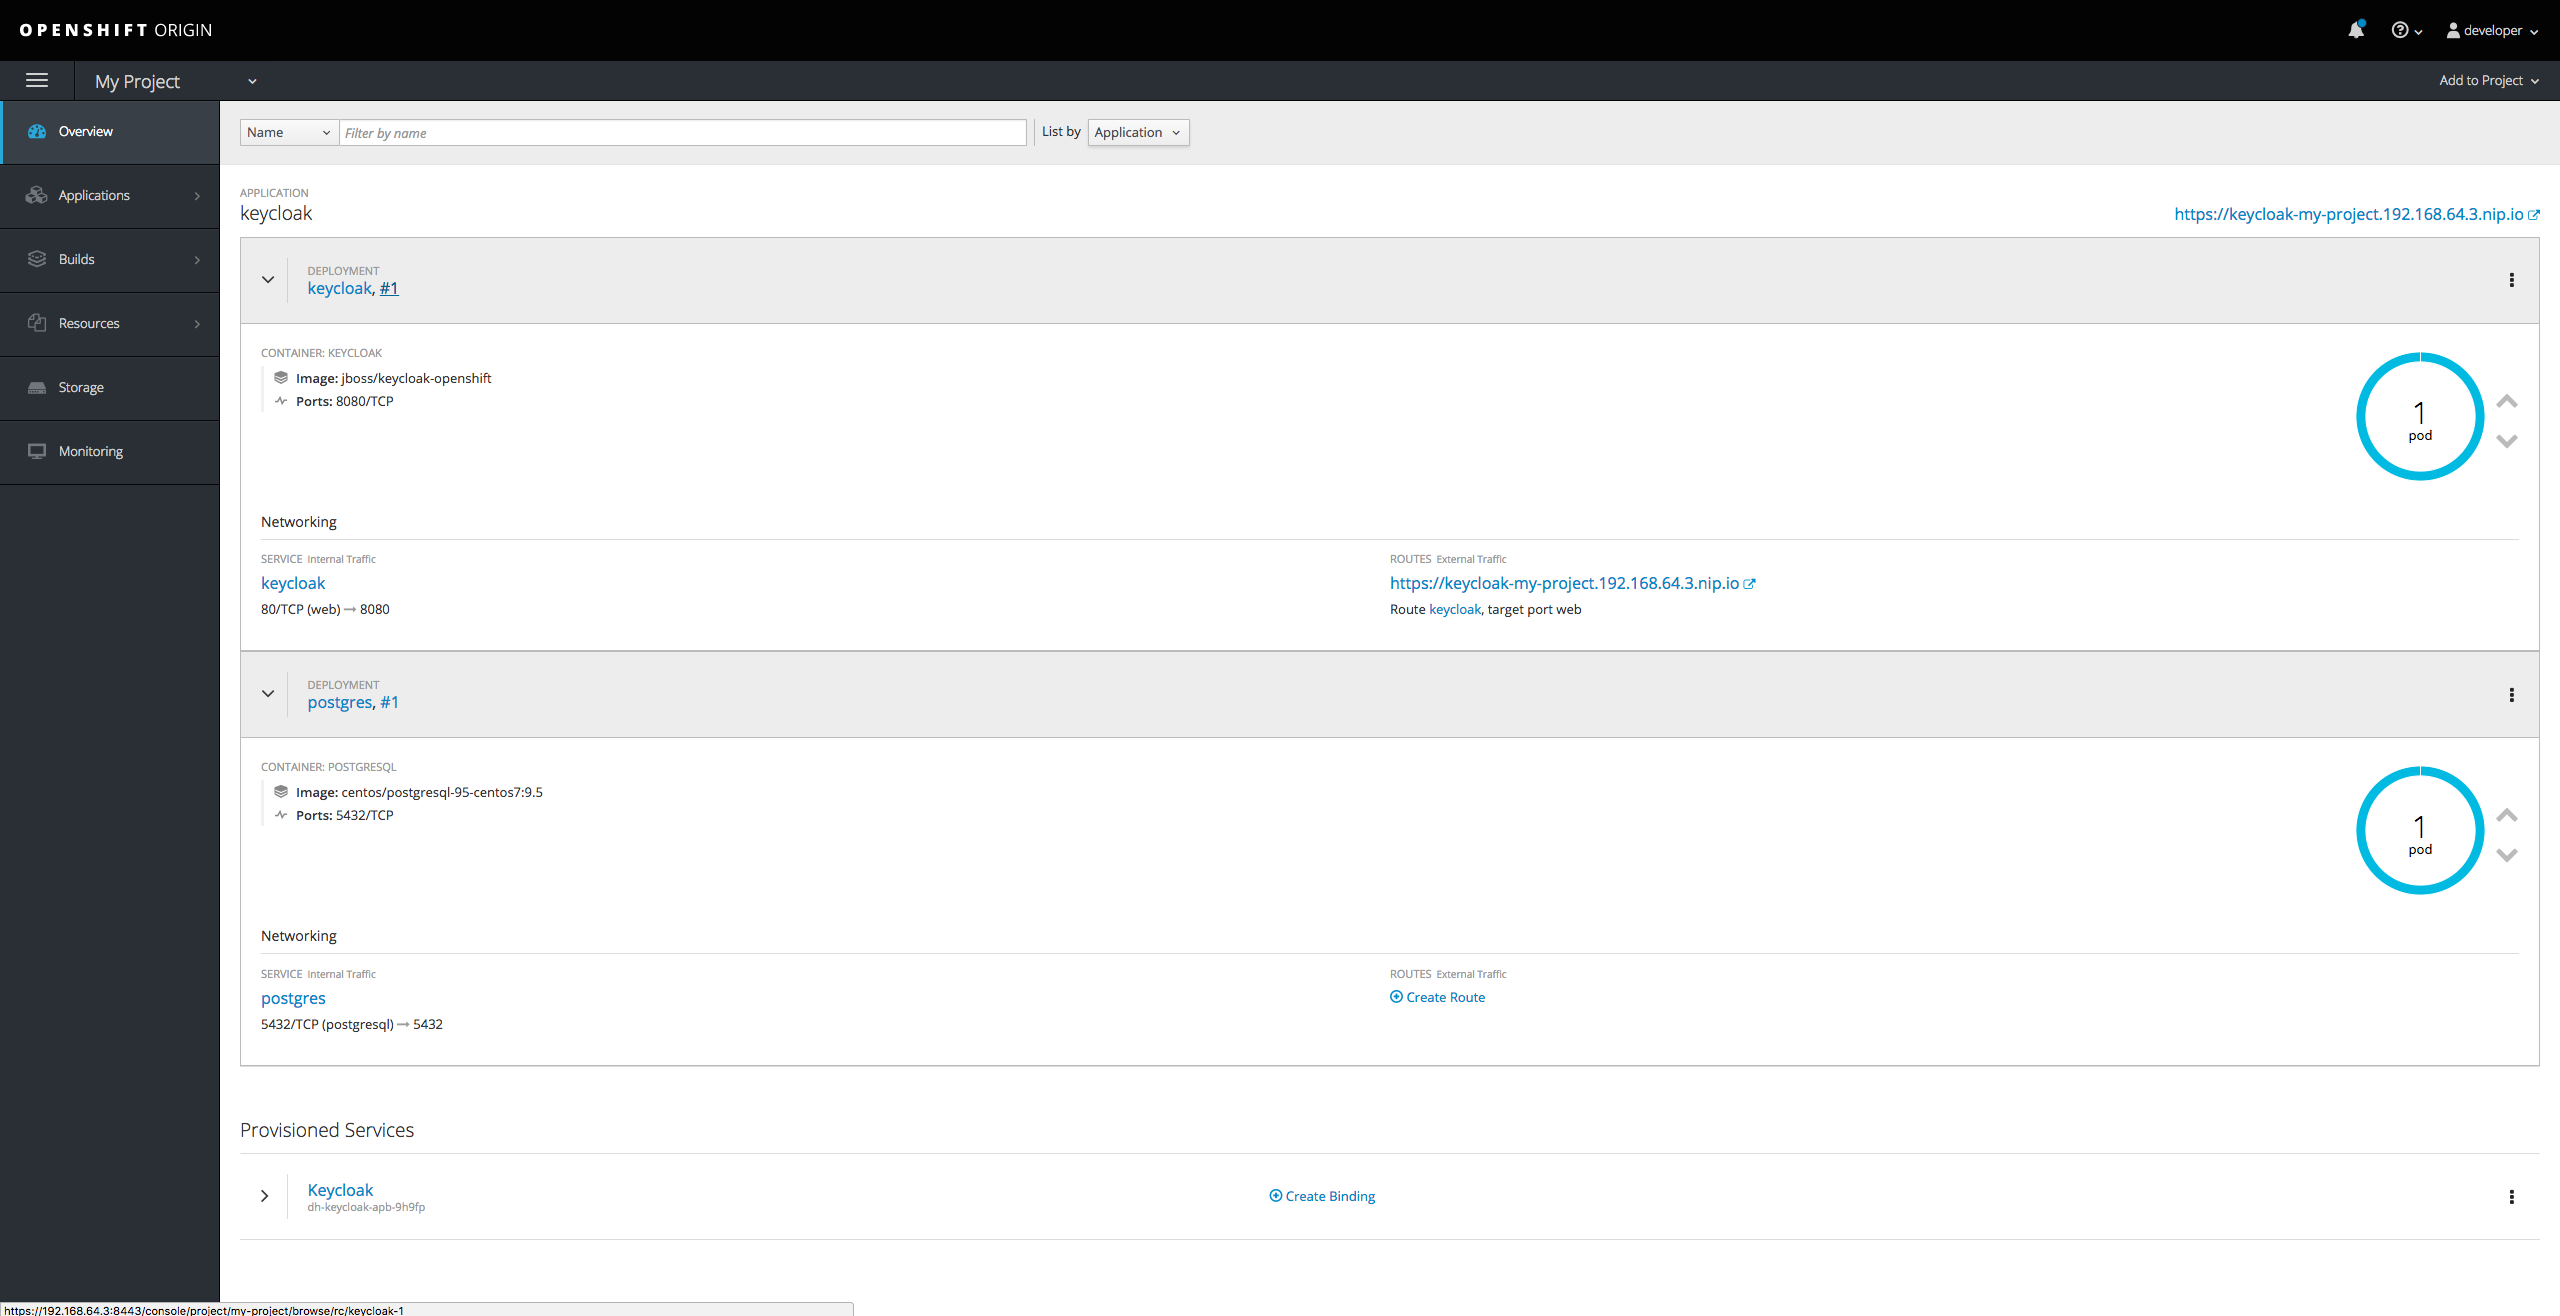 OPENSHIFT ORIGIN
developer
My Project
Add to Project
Overview
Applications
Builds
Resources
Storage
Monitoring
Name
Filter by name
List by
Application
APPLICATION
keycloak
https://keycloak-my-project.192.168.64.3.nip.io
DEPLOYMENT
keycloak, #1
CONTAINER: KEYCLOAK
Image: jboss/keycloak-openshift
Ports: 8080/TCP
1
pod
Networking
SERVICE Internal Traffic
keycloak
80/TCP (web) → 8080
ROUTES External Traffic
https://keycloak-my-project.192.168.64.3.nip.io
Route keycloak, target port web
DEPLOYMENT
postgres, #1
CONTAINER: POSTGRESQL
Image: centos/postgresql-95-centos7:9.5
Ports: 5432/TCP
1
pod
Networking
SERVICE Internal Traffic
postgres
5432/TCP (postgresql) → 5432
ROUTES External Traffic
Create Route
Provisioned Services
Keycloak
dh-keycloak-apb-9h9fp
Create Binding
https://192.168.64.3:8443/console/project/my-project/browse/rc/keycloak-1